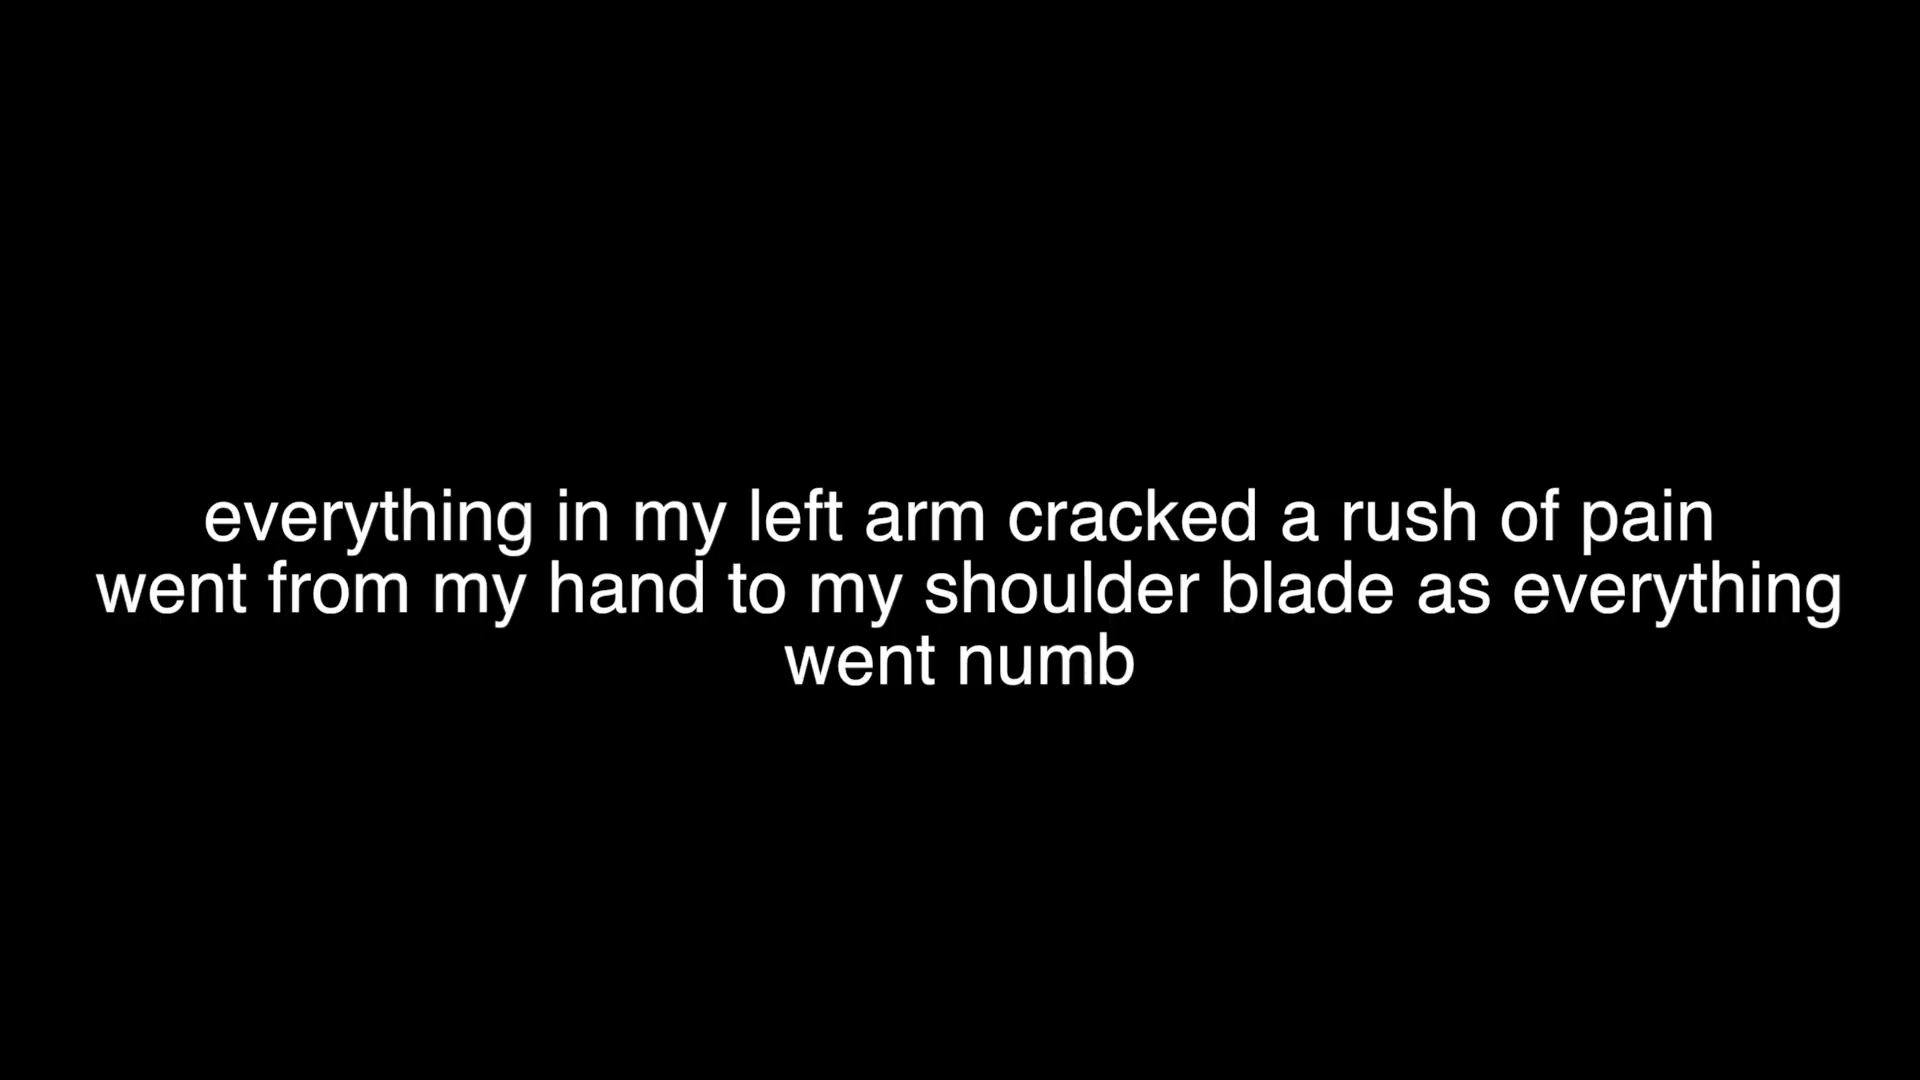 everything in my left arm cracked a rush of pain
went from my hand to my shoulder blade as everything
went numb